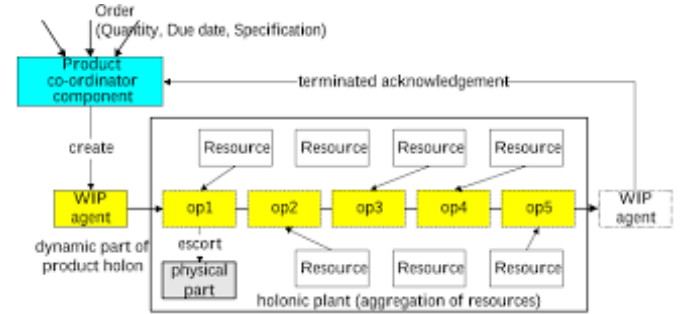 Order
(Quantity, Due date, Specification)
Product
co-ordinator
component
terminated acknowledgement
create
Resource
Resource
Resource
Resource
WIP
agent
op1
op2
op3
op4
op5
WIP
agent
dynamic part of
product holon
escort
physical
part
Resource
Resource
Resource
holonic plant (aggregation of resources)